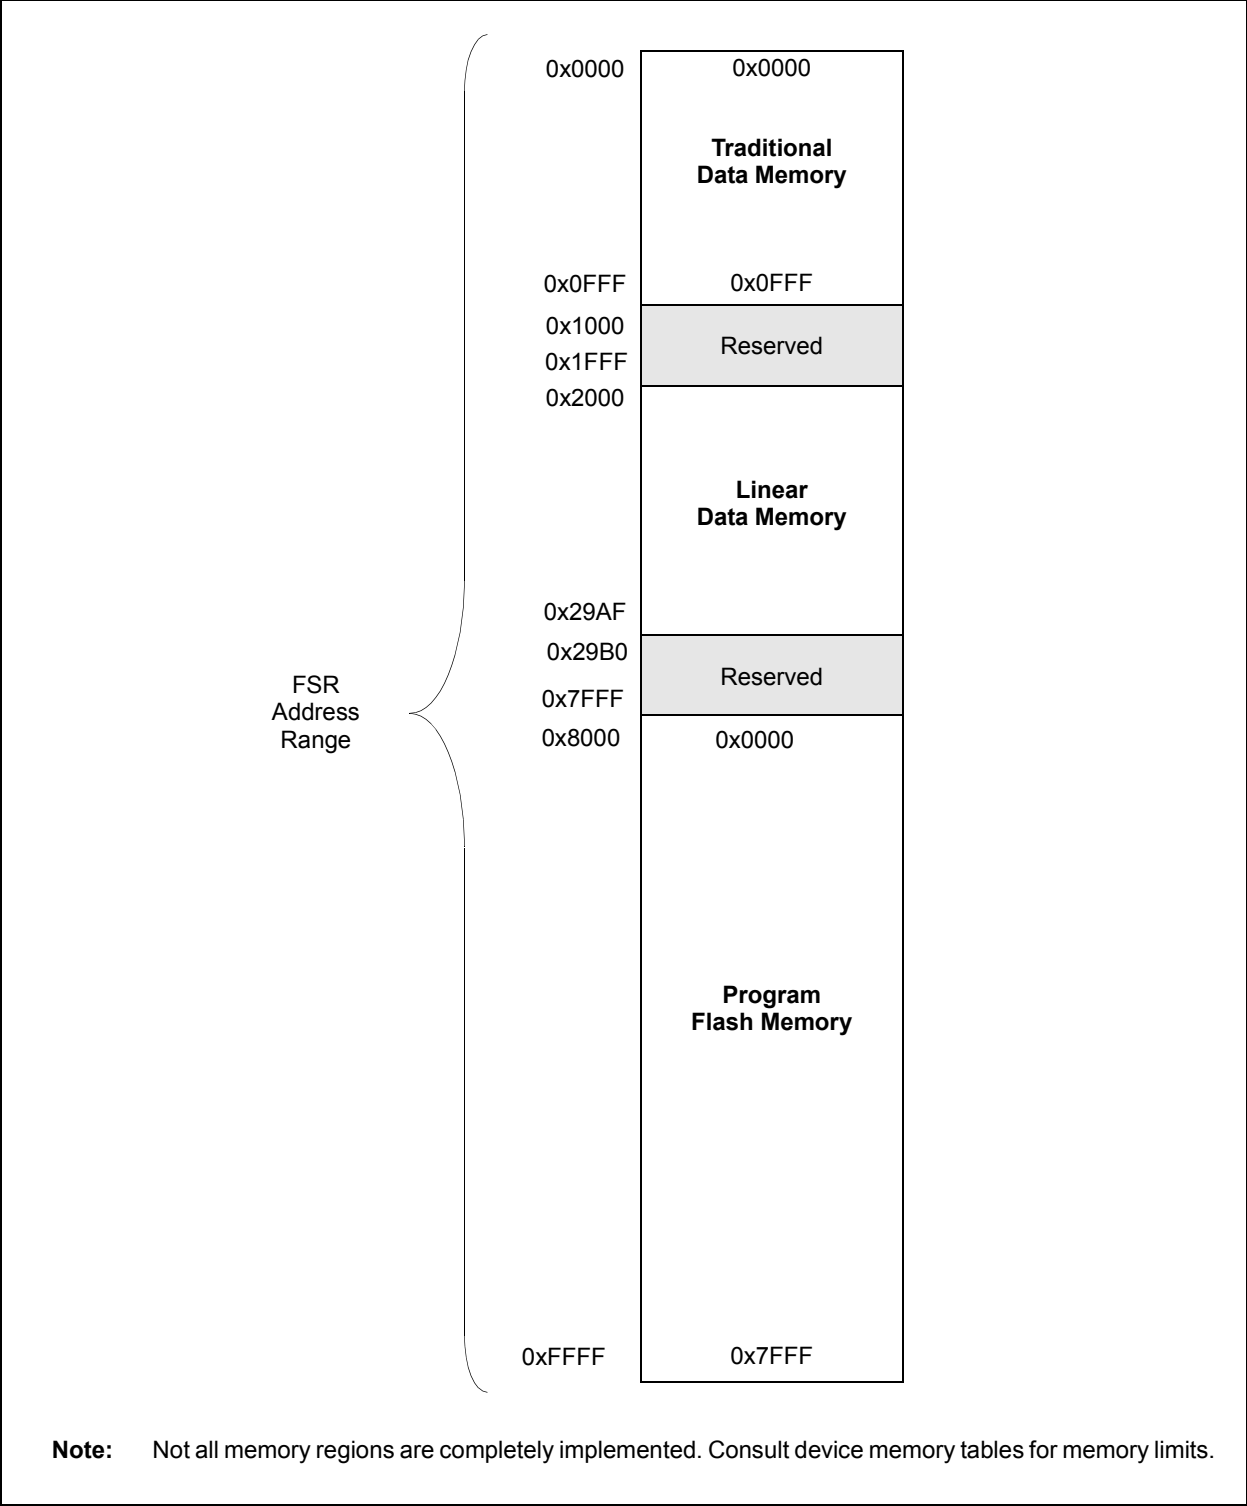 0x0000 0x0000
Traditional
Data Memory
0x0FFF 0x0FFF
0x1000
Reserved
0x1FFF
0x2000
Linear
Data Memory
0x29AF
0x29B0
Reserved
0x7FFF
FSR
Address
Range
0x8000 0x0000
Program
Flash Memory
0xFFFF 0x7FFF
Note: Not all memory regions are completely implemented. Consult device memory tables for memory limits.